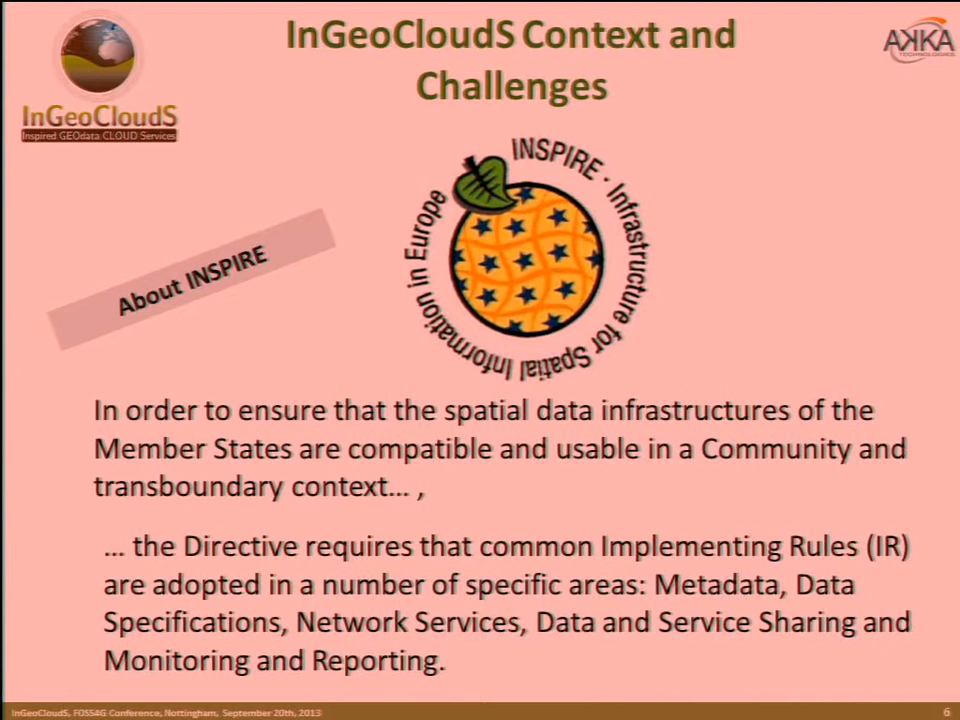 InGeoCloudS Context and
Challenges
InGeoCloudS
Inspired GEOdata CLOUD Services
AKKA
TECHNOLOGIES
INSPIRE · Infrastructure for Spatial Information in Europe
About INSPIRE
In order to ensure that the spatial data infrastructures of the
Member States are compatible and usable in a Community and
transboundary context… ,
… the Directive requires that common Implementing Rules (IR)
are adopted in a number of specific areas: Metadata, Data
Specifications, Network Services, Data and Service Sharing and
Monitoring and Reporting.
InGeoCloudS, FOSS4G Conference, Nottingham, September 20th, 2013
6